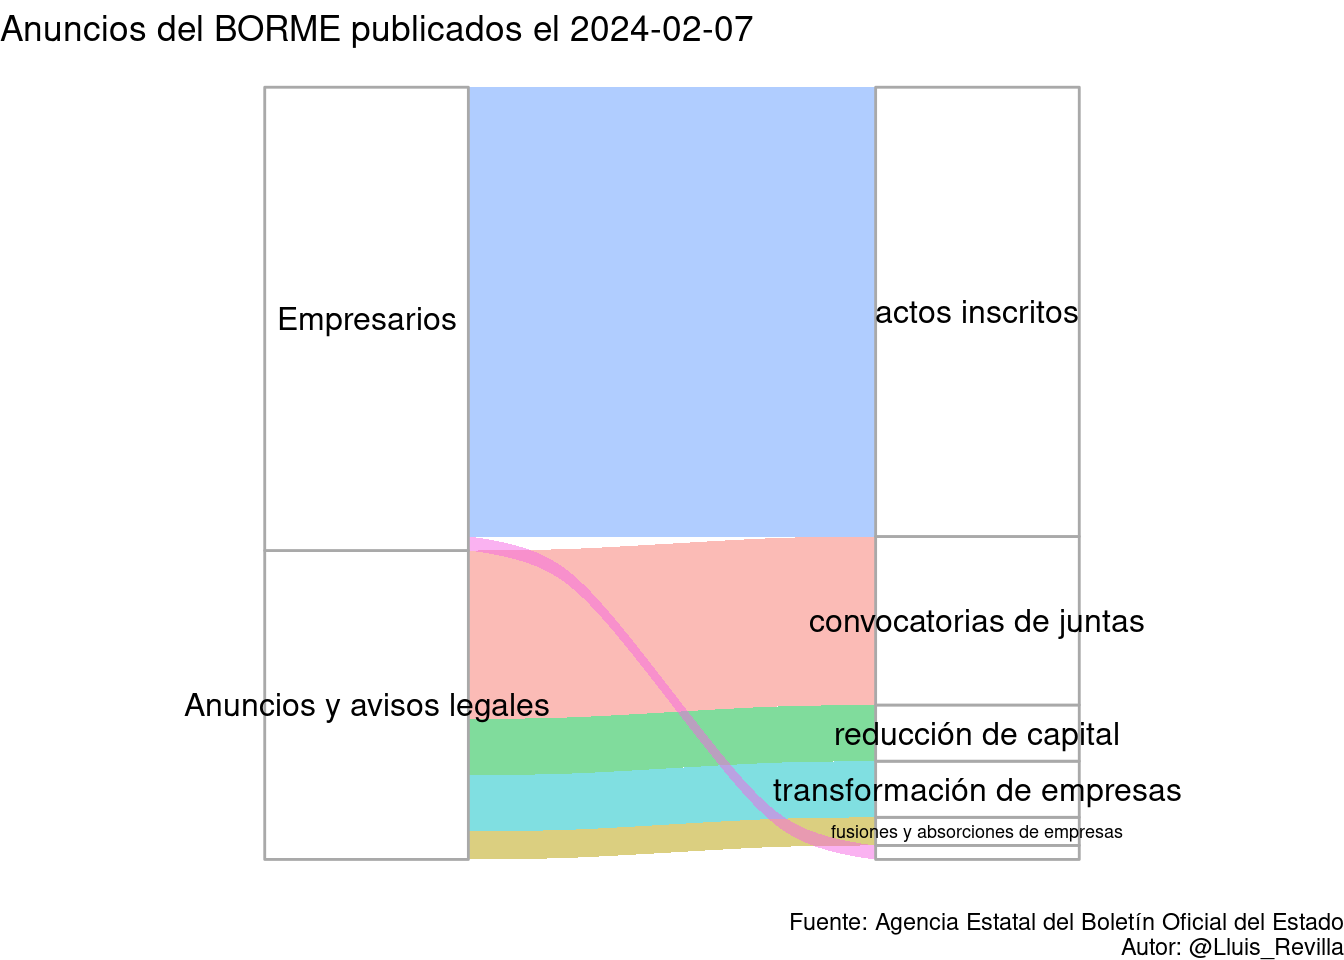 Anuncios del BORME publicados el 2024-02-07
Empresarios
actos inscritos
convocatorias de juntas
Anuncios y avisos legales
reducción de capital
transformación de empresas
fusiones y absorciones de empresas
Fuente: Agencia Estatal del Boletín Oficial del Estado
Autor: @Lluis_Revilla